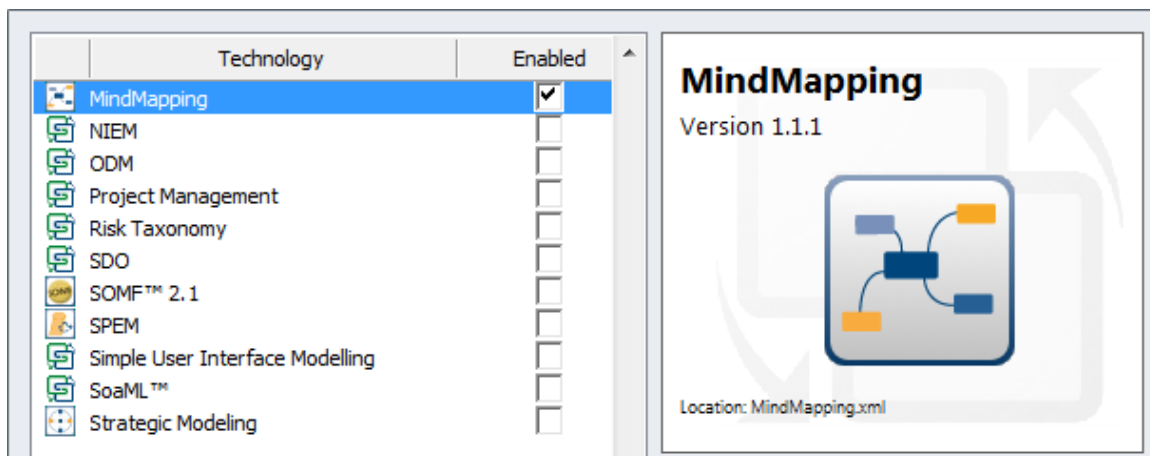 Technology Enabled
MindMapping
NIEM
ODM
Project Management
Risk Taxonomy
SDO
SOMF™ 2.1
SPEM
Simple User Interface Modelling
SoaML™
Strategic Modeling
MindMapping
Version 1.1.1
Location: MindMapping.xml